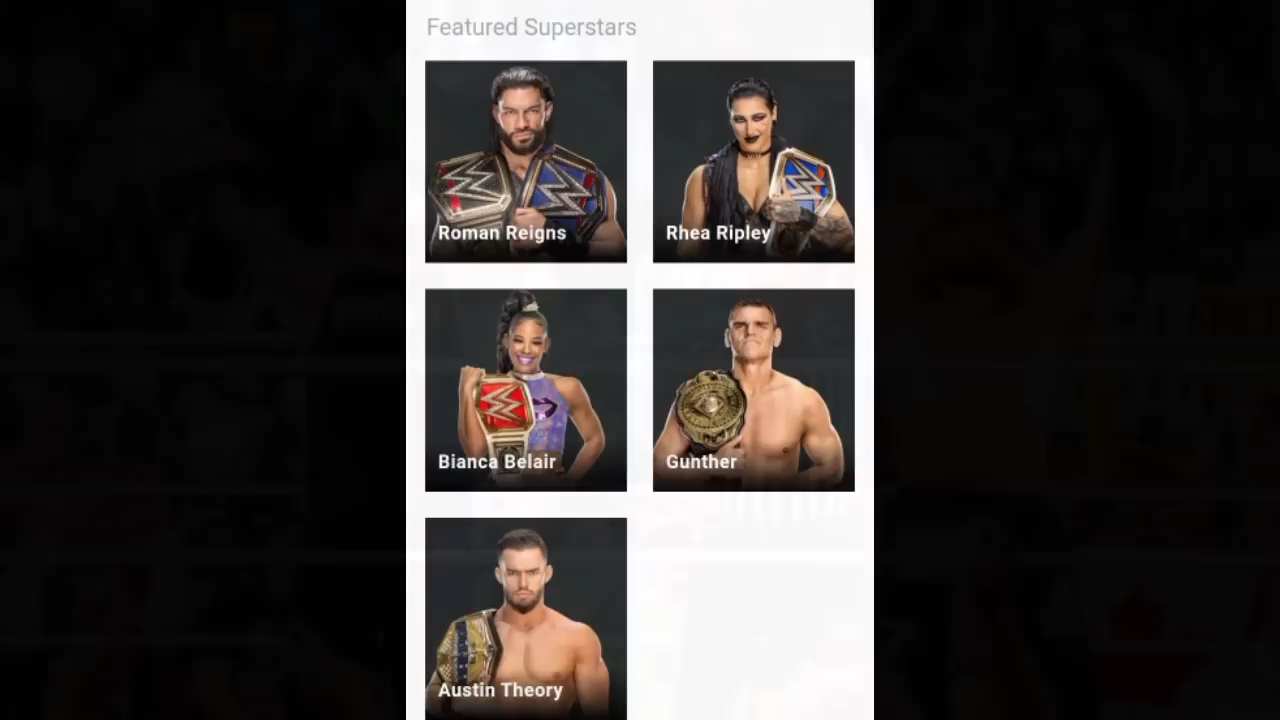 Featured Superstars
Roman Reigns
Rhea Ripley
Bianca Belair
Gunther
Austin Theory